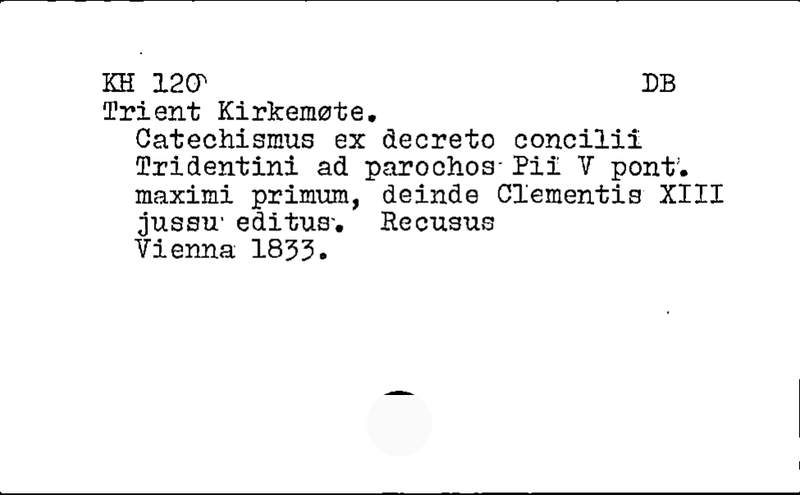 KH 120 DB
Trient Kirkemøte.
Catechismus ex decreto concilii
Tridentini ad parochos Pii V pont.
maximi primum, deinde Clementis XIII
jussu editus. Recusus
Vienna 1833.